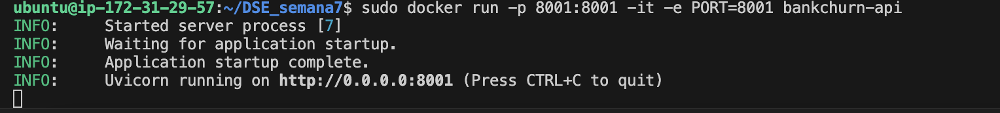 ubuntu@ip-172-31-29-57:~/DSE_semana7$ sudo docker run -p 8001:8001 -it -e PORT=8001 bankchurn-api
INFO:     Started server process [7]
INFO:     Waiting for application startup.
INFO:     Application startup complete.
INFO:     Uvicorn running on http://0.0.0.0:8001 (Press CTRL+C to quit)